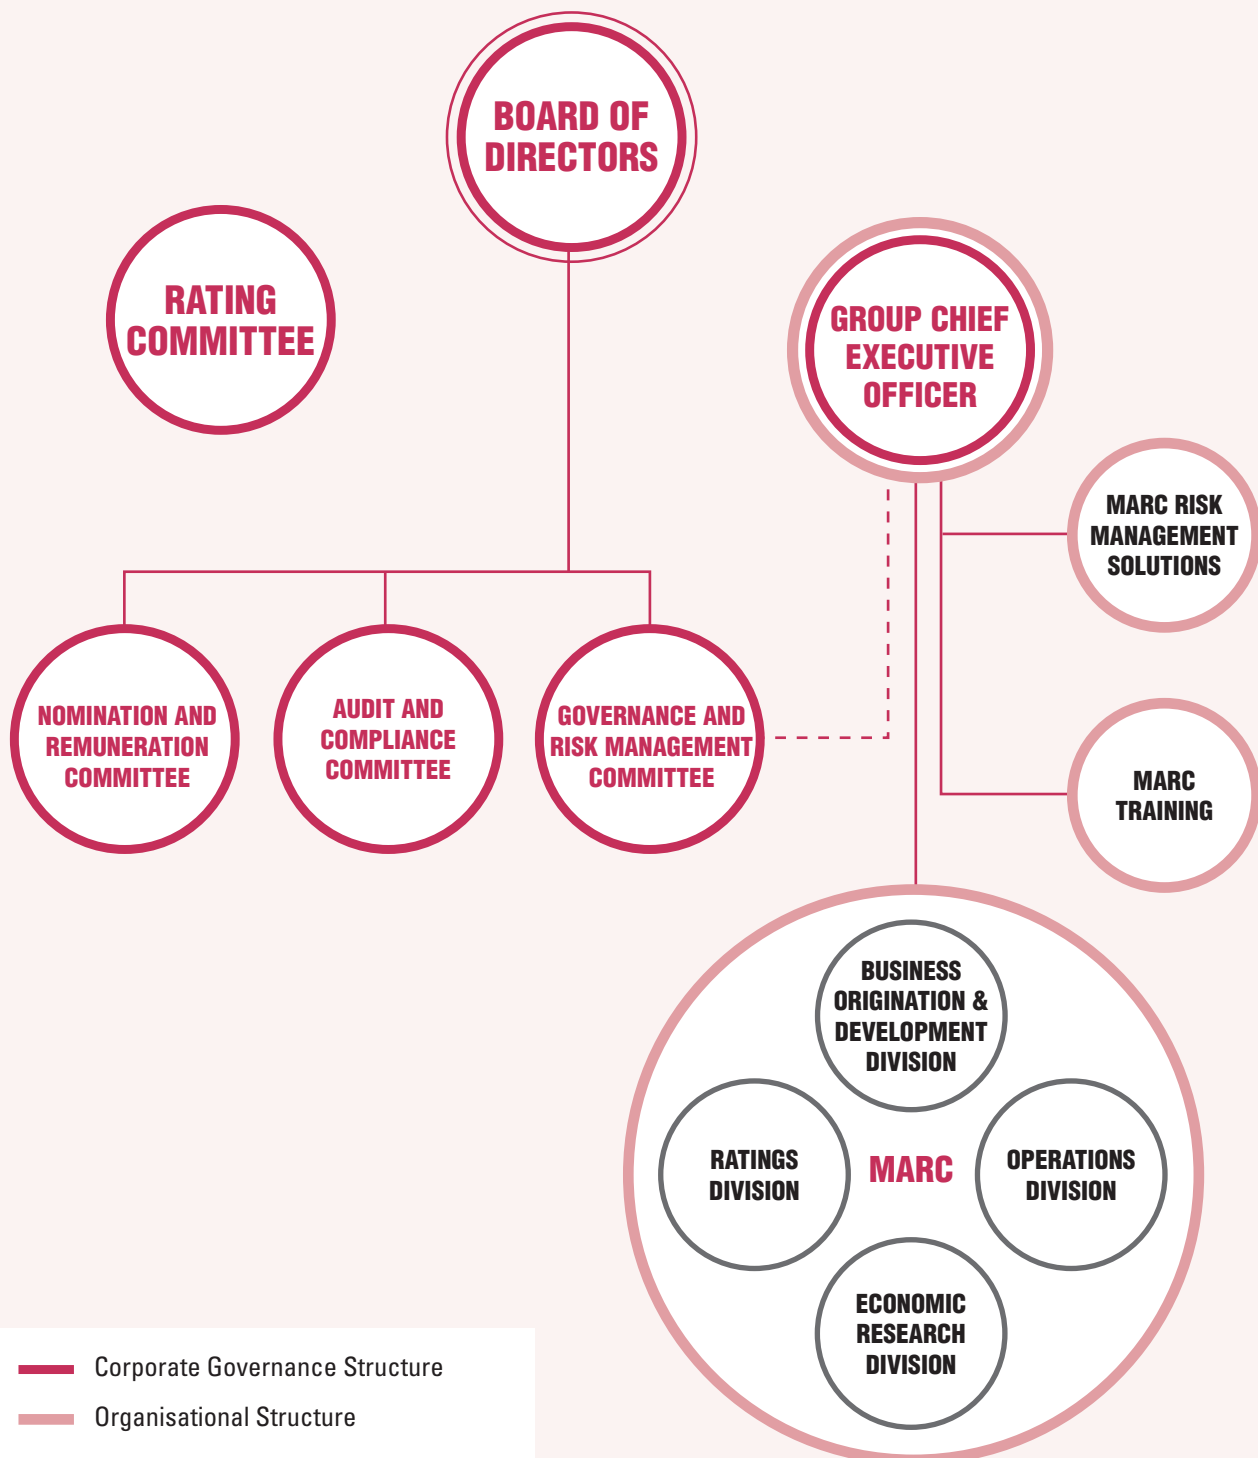 BOARD OF
DIRECTORS
RATING
COMMITTEE
GROUP CHIEF
EXECUTIVE
OFFICER
MARC RISK
MANAGEMENT
SOLUTIONS
NOMINATION AND
REMUNERATION
COMMITTEE
AUDIT AND
COMPLIANCE
COMMITTEE
GOVERNANCE AND
RISK MANAGEMENT
COMMITTEE
MARC
TRAINING
BUSINESS
ORIGINATION &
DEVELOPMENT
DIVISION
RATINGS
DIVISION
MARC
OPERATIONS
DIVISION
ECONOMIC
RESEARCH
DIVISION
Corporate Governance Structure
Organisational Structure